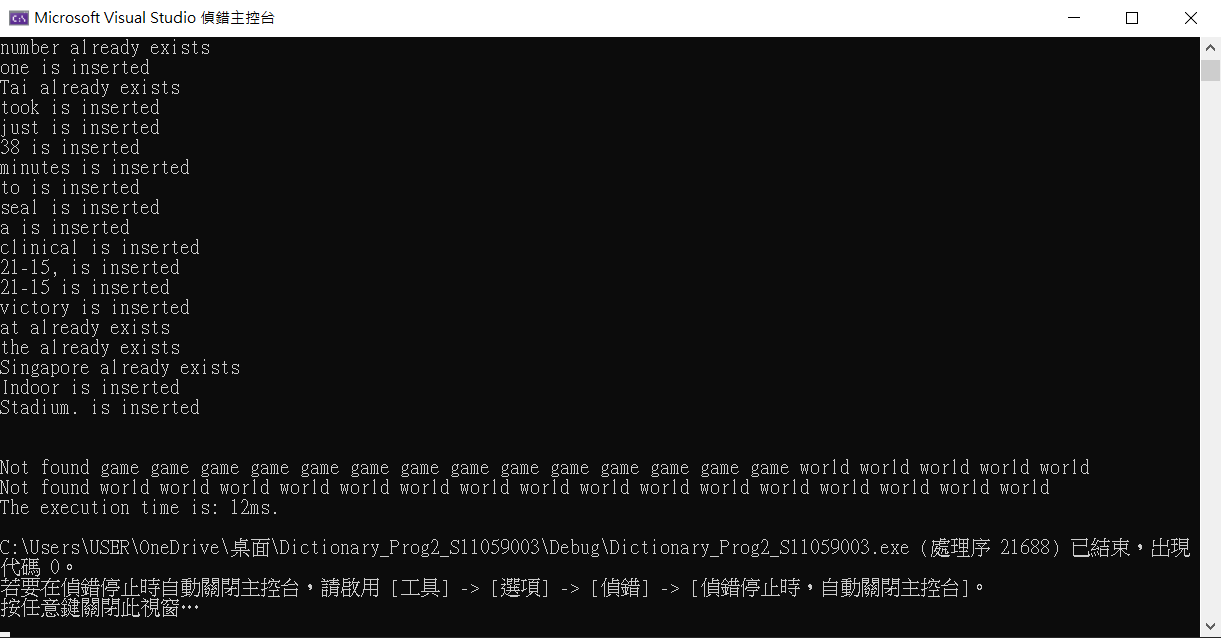 Microsoft Visual Studio 偵錯主控台
number already exists
one is inserted
Tai already exists
took is inserted
just is inserted
38 is inserted
minutes is inserted
to is inserted
seal is inserted
a is inserted
clinical is inserted
21-15, is inserted
21-15 is inserted
victory is inserted
at already exists
the already exists
Singapore already exists
Indoor is inserted
Stadium. is inserted
Not found game game game game game game game game game game game game game game world world world world world
Not found world world world world world world world world world world world world world world world world
The execution time is: 12ms.
C:\Users\USER\OneDrive\桌面\Dictionary_Prog2_S11059003\Debug\Dictionary_Prog2_S11059003.exe (處理序 21688) 已結束，出現
代碼 0。
若要在偵錯停止時自動關閉主控台，請啟用 [工具] -> [選項] -> [偵錯] -> [偵錯停止時，自動關閉主控台]。
按任意鍵關閉此視窗…